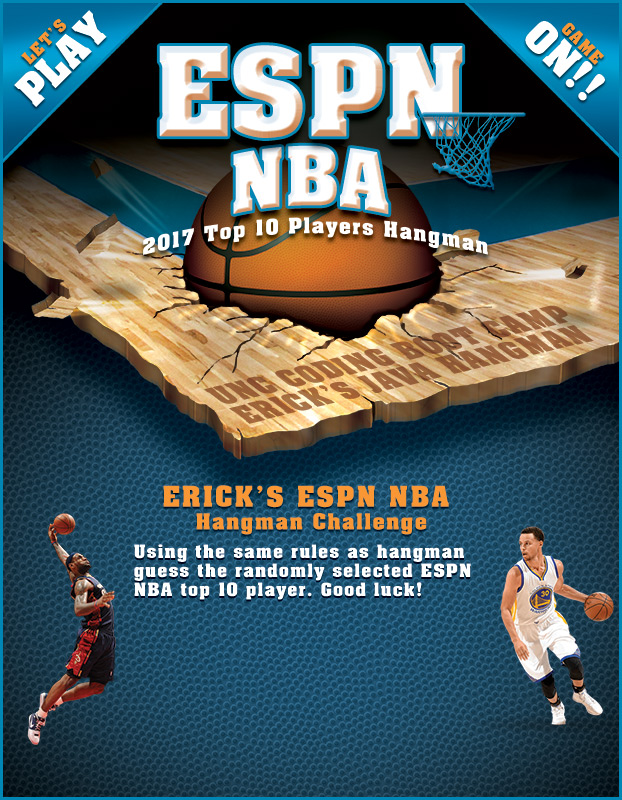 LET'S
PLAY
GAME
ON!!
ESPN
NBA
2017 Top 10 Players Hangman
UNC CODING BOOT CAMP
ERICK'S JAVA HANGMAN
ERICK'S ESPN NBA
Hangman Challenge
Using the same rules as hangman
guess the randomly selected ESPN
NBA top 10 player. Good luck!
30